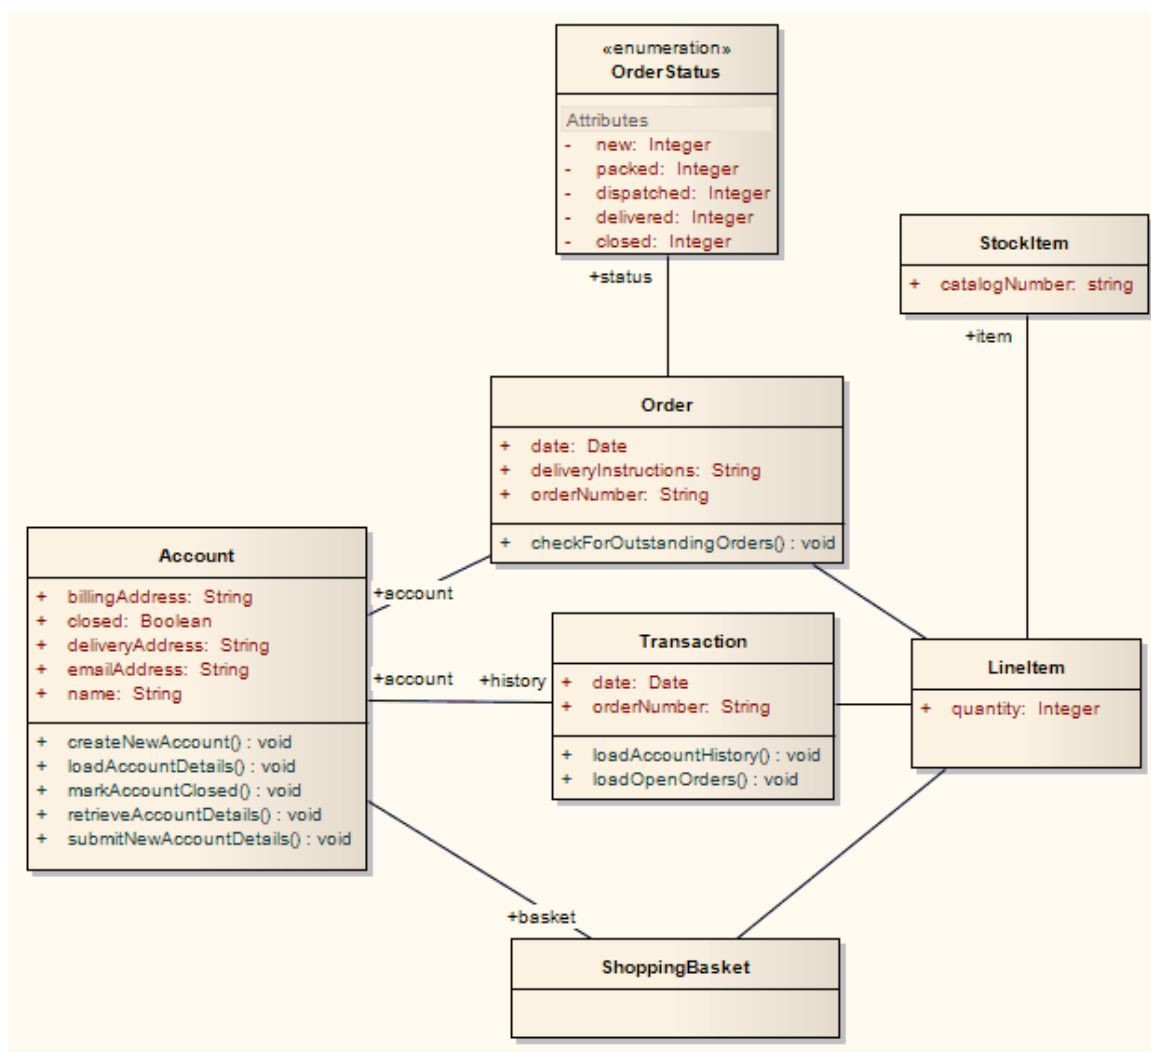 «enumeration»
OrderStatus
Attributes
- new: Integer
- packed: Integer
- dispatched: Integer
- delivered: Integer
- closed: Integer
+status
StockItem
+ catalogNumber: string
+item
Order
+ date: Date
+ deliveryInstructions: String
+ orderNumber: String
+ checkForOutstandingOrders() : void
Account
+ billingAddress: String
+ closed: Boolean
+ deliveryAddress: String
+ emailAddress: String
+ name: String
+ createNewAccount() : void
+ loadAccountDetails() : void
+ markAccountClosed() : void
+ retrieveAccountDetails() : void
+ submitNewAccountDetails() : void
+account
+account
+history
Transaction
+ date: Date
+ orderNumber: String
+ loadAccountHistory() : void
+ loadOpenOrders() : void
LineItem
+ quantity: Integer
+basket
ShoppingBasket